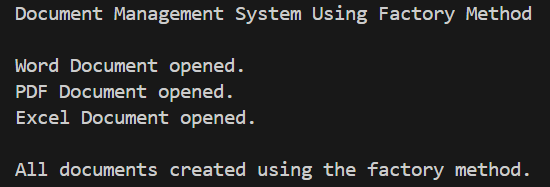 Document Management System Using Factory Method
Word Document opened.
PDF Document opened.
Excel Document opened.
All documents created using the factory method.